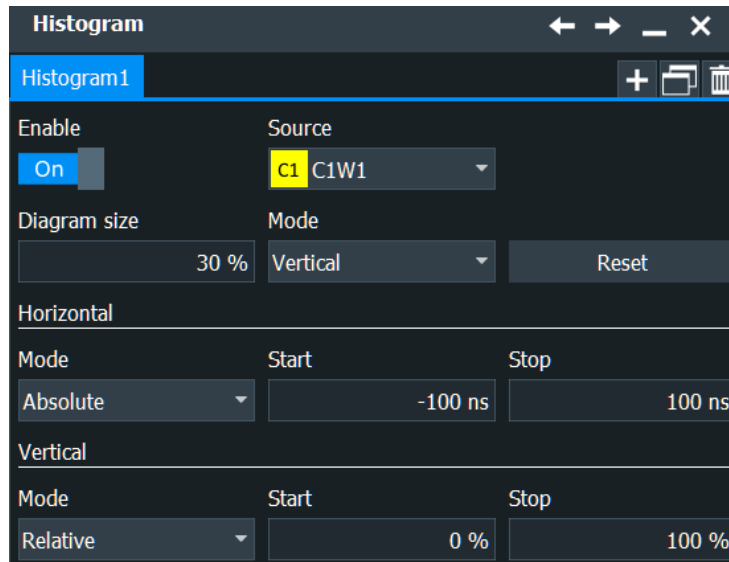 Histogram
Histogram1
Enable Source
On C1 C1W1
Diagram size Mode
30 % Vertical Reset
Horizontal
Mode Start Stop
Absolute -100 ns 100 ns
Vertical
Mode Start Stop
Relative 0 % 100 %